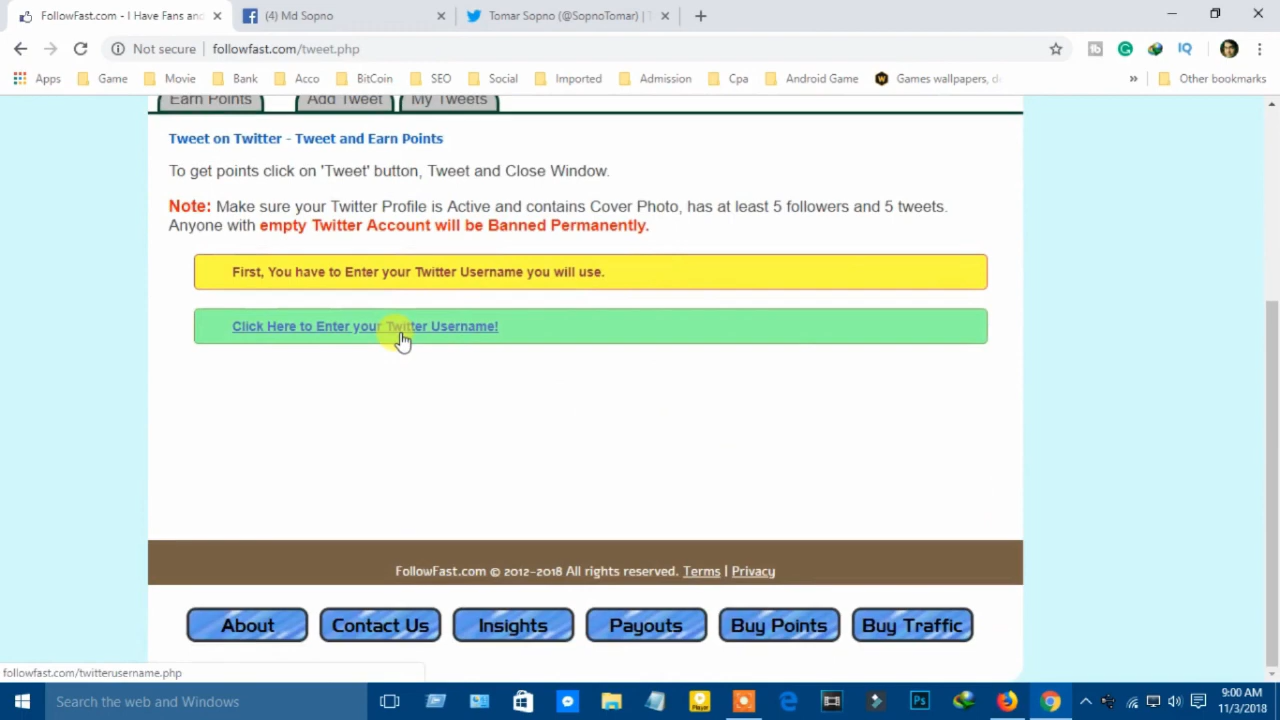 FollowFast.com - I Have Fans and
(4) Md Sopno
Tomar Sopno (@SopnoTomar) | T
Not secure | followfast.com/tweet.php
Apps
Game
Movie
Bank
Acco
BitCoin
SEO
Social
Imported
Admission
Cpa
Android Game
Games wallpapers, d
»
Other bookmarks
Earn Points
Add Tweet
My Tweets
Tweet on Twitter - Tweet and Earn Points
To get points click on 'Tweet' button, Tweet and Close Window.
Note: Make sure your Twitter Profile is Active and contains Cover Photo, has at least 5 followers and 5 tweets.
Anyone with empty Twitter Account will be Banned Permanently.
First, You have to Enter your Twitter Username you will use.
Click Here to Enter your Twitter Username!
FollowFast.com © 2012-2018 All rights reserved. Terms | Privacy
About
Contact Us
Insights
Payouts
Buy Points
Buy Traffic
followfast.com/twitterusername.php
Search the web and Windows
9:00 AM
11/3/2018